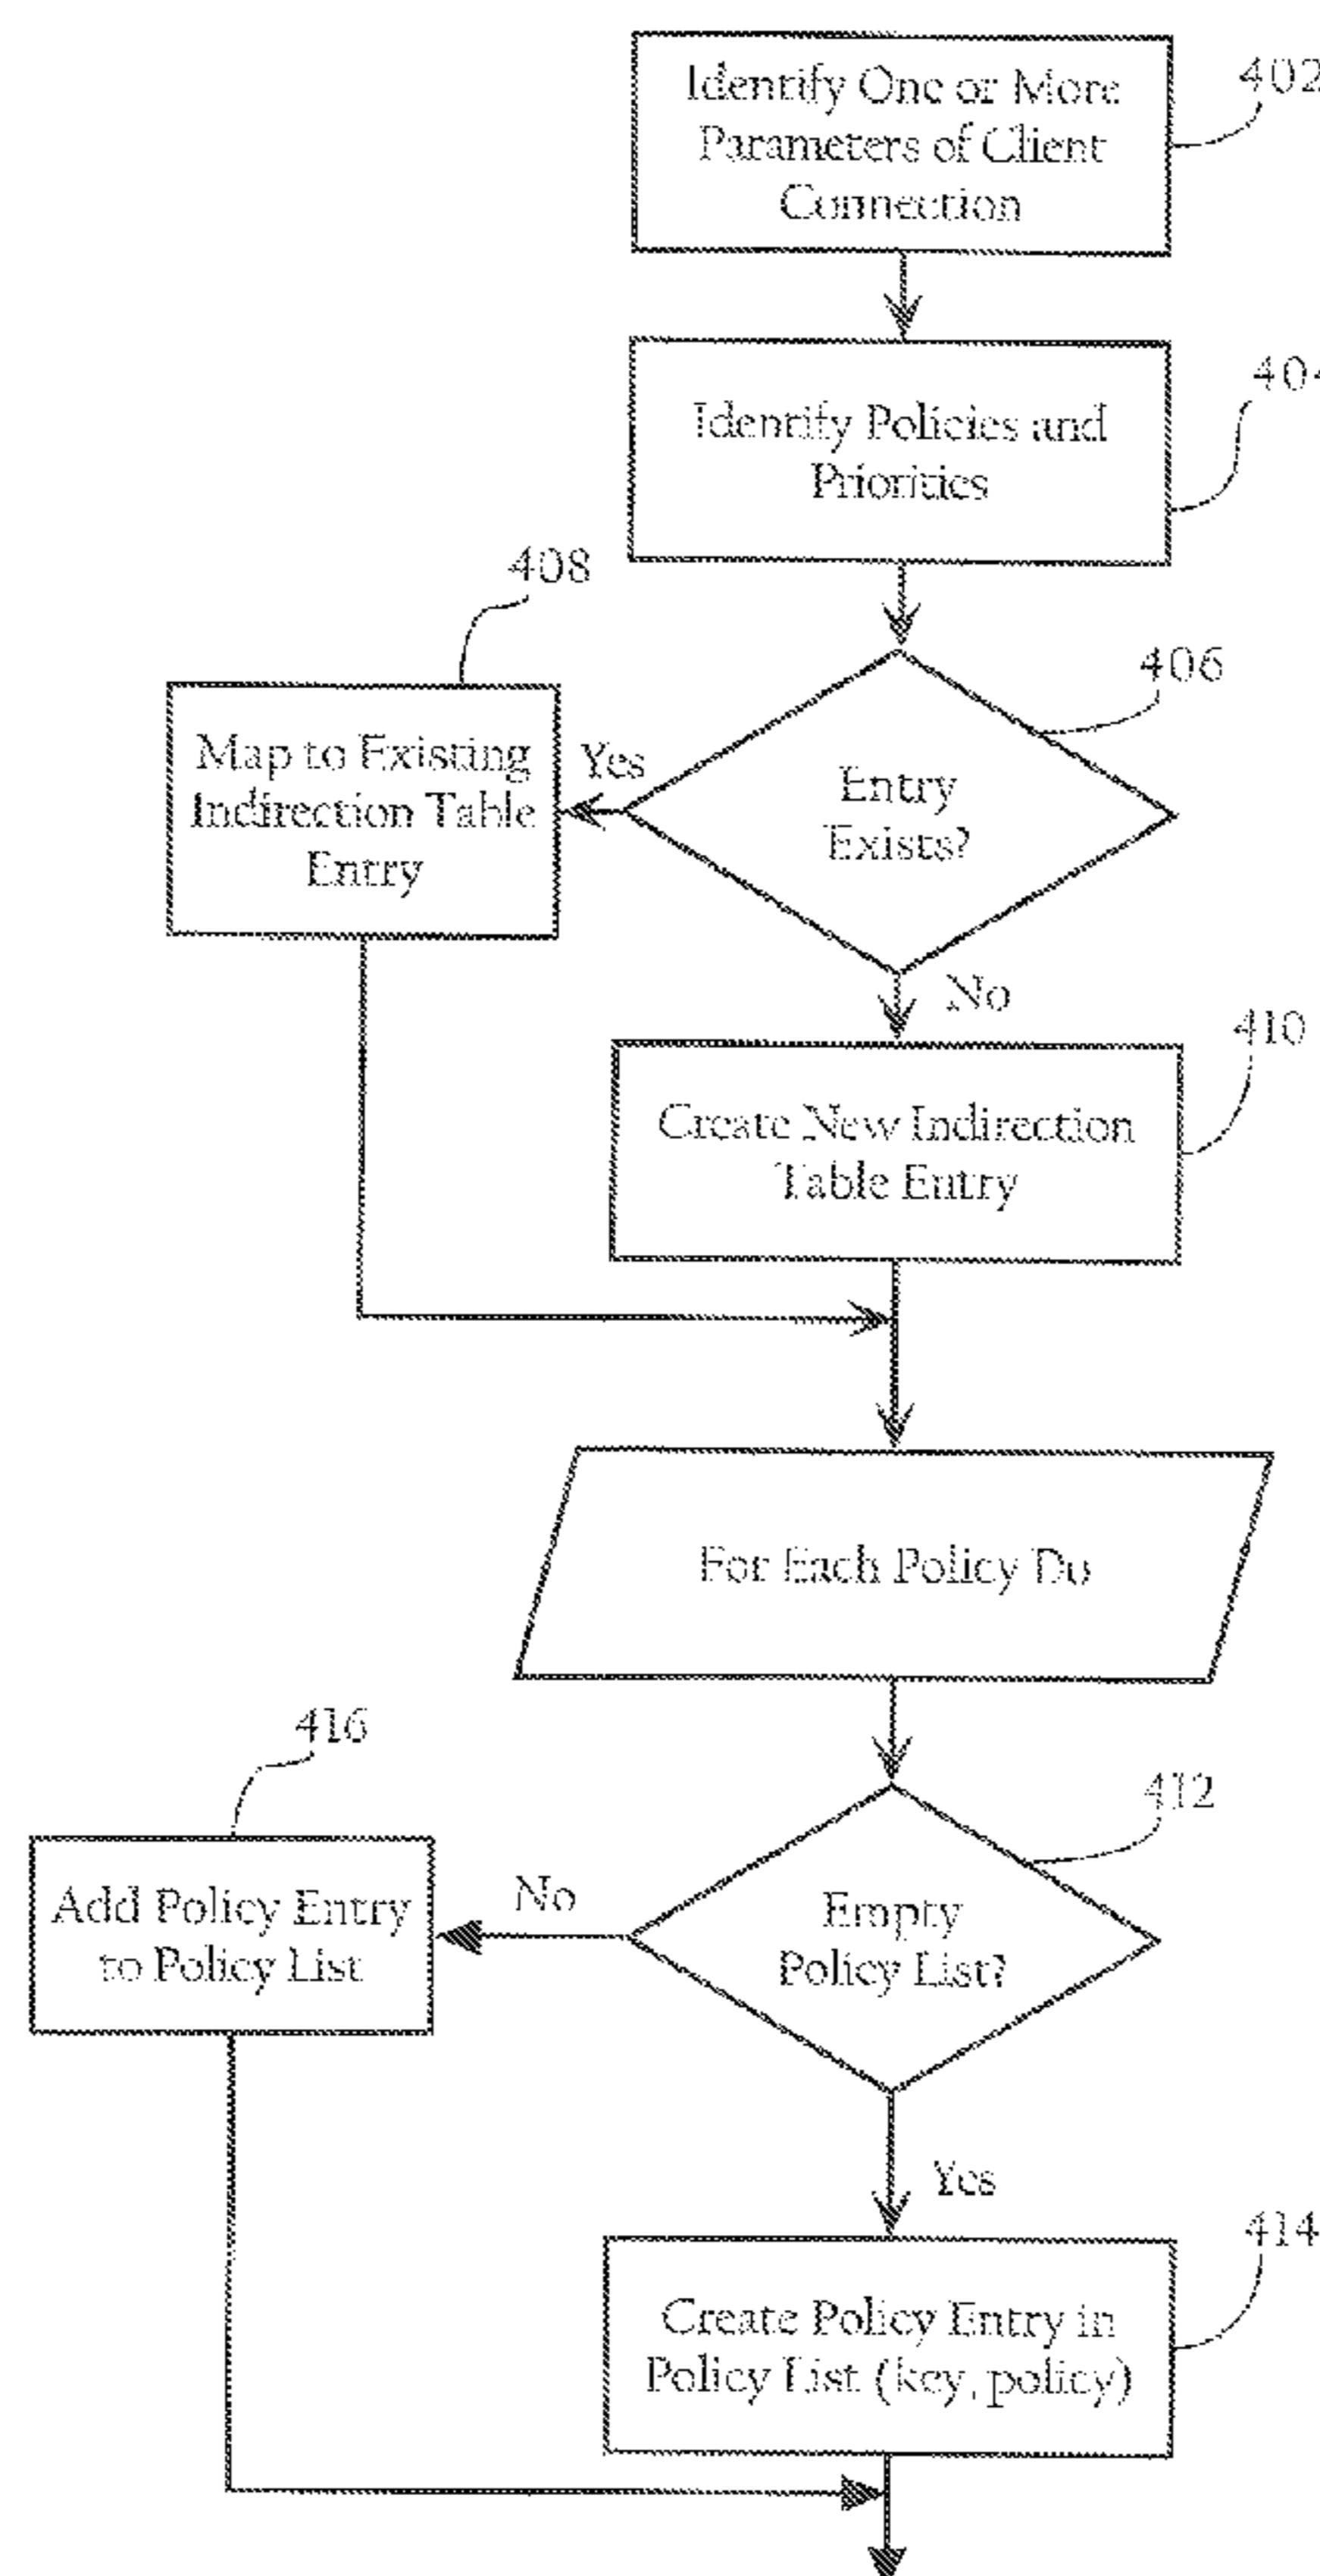 Identify One or More
Parameters of Client
Connection
402
Identify Policies and
Priorities
404
408
406
Map to Existing
Indirection Table
Entry
Yes
Entry
Exists?
No
410
Create New Indirection
Table Entry
For Each Policy Do
416
412
Add Policy Entry
to Policy List
No
Empty
Policy List?
Yes
414
Create Policy Entry in
Policy List (key, policy)